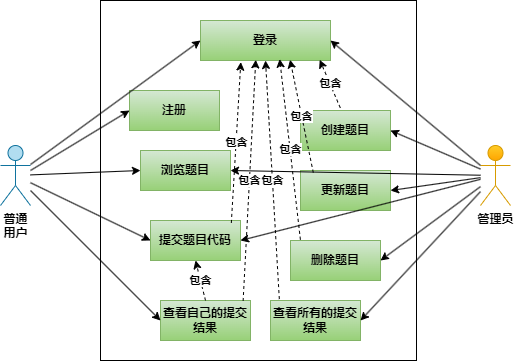 登录
包含
注册
创建题目
包含
包含
包含
浏览题目
更新题目
包含
包含
普通
用户
管理员
提交题目代码
删除题目
包含
查看自己的提交
结果
查看所有的提交
结果